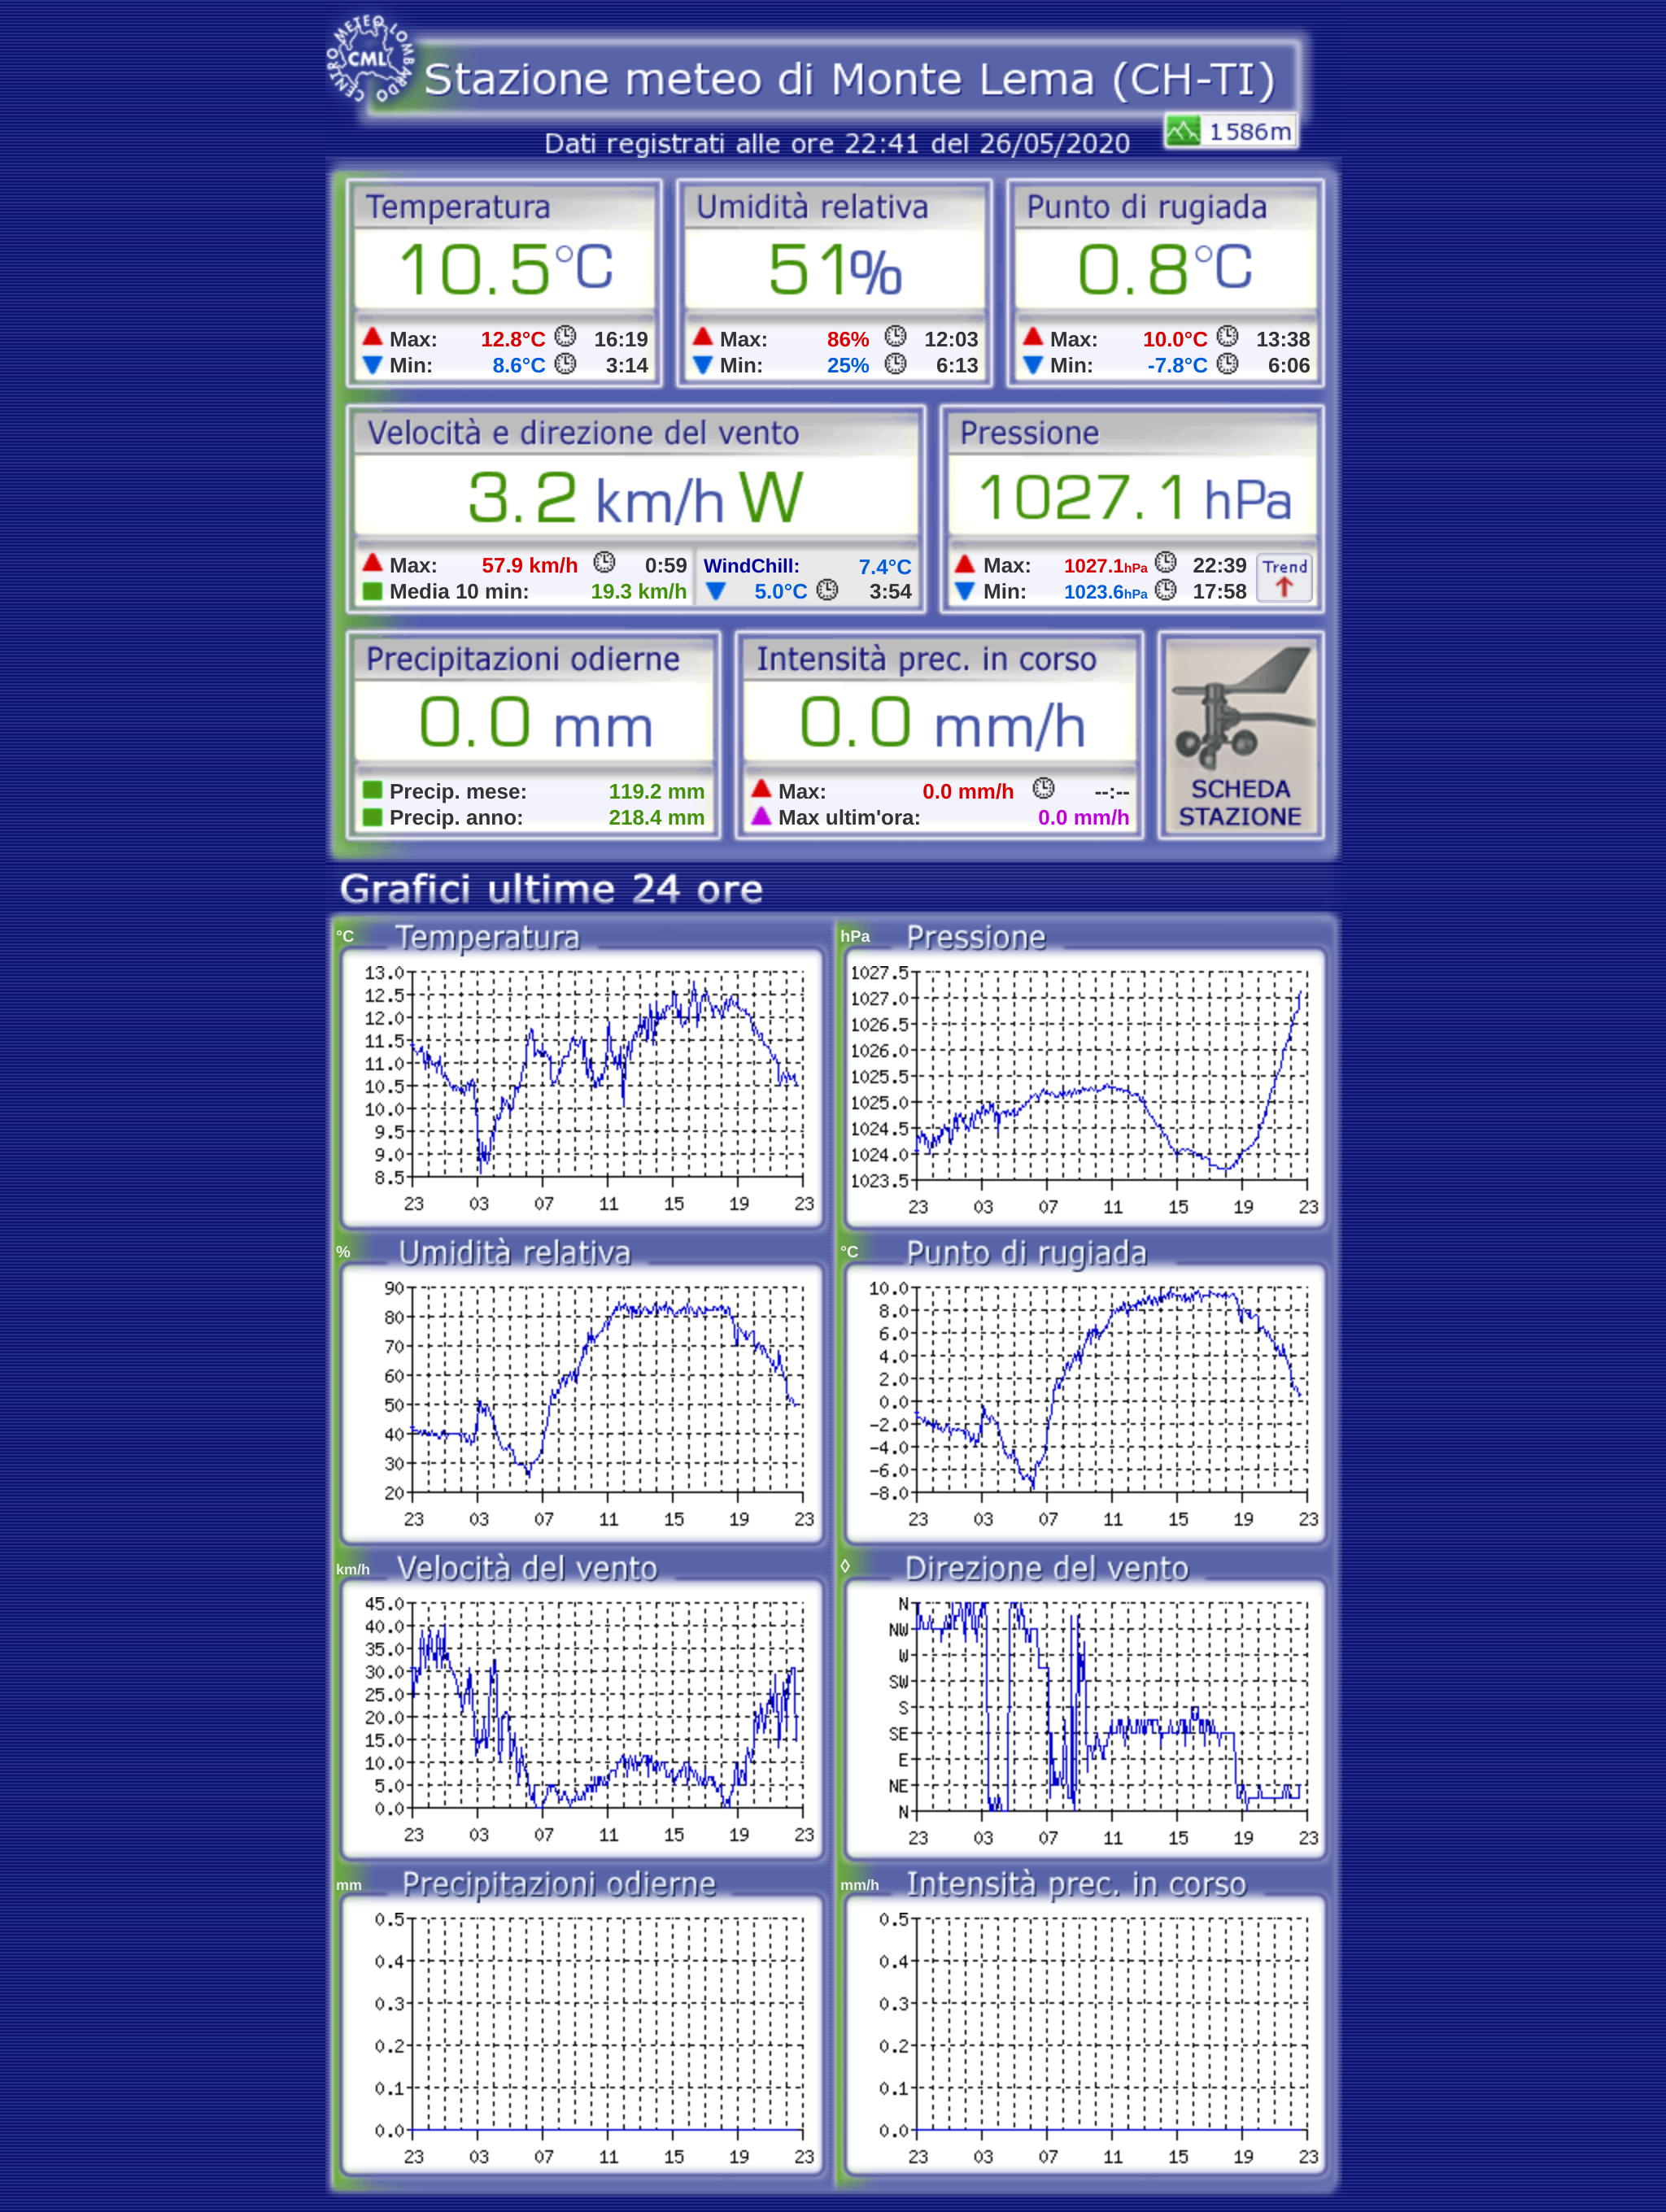 CENTRO METEO LOMBARDO
CML
Stazione meteo di Monte Lema (CH-TI)
1586m
Dati registrati alle ore 22:41 del 26/05/2020
Temperatura Umidità relativa Punto di rugiada
10.5°C 51% 0.8°C
Max: 12.8°C 16:19 Max: 86% 12:03 Max: 10.0°C 13:38
Min: 8.6°C 3:14 Min: 25% 6:13 Min: -7.8°C 6:06
Velocità e direzione del vento Pressione
3.2 km/h W 1027.1 hPa
Max: 57.9 km/h 0:59 WindChill: 7.4°C Max: 1027.1hPa 22:39 Trend
Media 10 min: 19.3 km/h 5.0°C 3:54 Min: 1023.6hPa 17:58
Precipitazioni odierne Intensità prec. in corso
0.0 mm 0.0 mm/h
Precip. mese: 119.2 mm Max: 0.0 mm/h --:-- SCHEDA
Precip. anno: 218.4 mm Max ultim'ora: 0.0 mm/h STAZIONE
Grafici ultime 24 ore
°C Temperatura hPa Pressione
13.0 1027.5
12.5 1027.0
12.0 1026.5
11.5 1026.0
11.0 1025.5
10.5 1025.0
10.0 1024.5
9.5 1024.0
9.0 1023.5
8.5
23 03 07 11 15 19 23 23 03 07 11 15 19 23
% Umidità relativa °C Punto di rugiada
90 10.0
80 8.0
70 6.0
60 4.0
50 2.0
40 0.0
30 -2.0
20 -4.0
-6.0
-8.0
23 03 07 11 15 19 23 23 03 07 11 15 19 23
km/h Velocità del vento ◊ Direzione del vento
45.0 N
40.0 NW
35.0 W
30.0 SW
25.0 S
20.0 SE
15.0 E
10.0 NE
5.0 N
0.0
23 03 07 11 15 19 23 23 03 07 11 15 19 23
mm Precipitazioni odierne mm/h Intensità prec. in corso
0.5 0.5
0.4 0.4
0.3 0.3
0.2 0.2
0.1 0.1
0.0 0.0
23 03 07 11 15 19 23 23 03 07 11 15 19 23